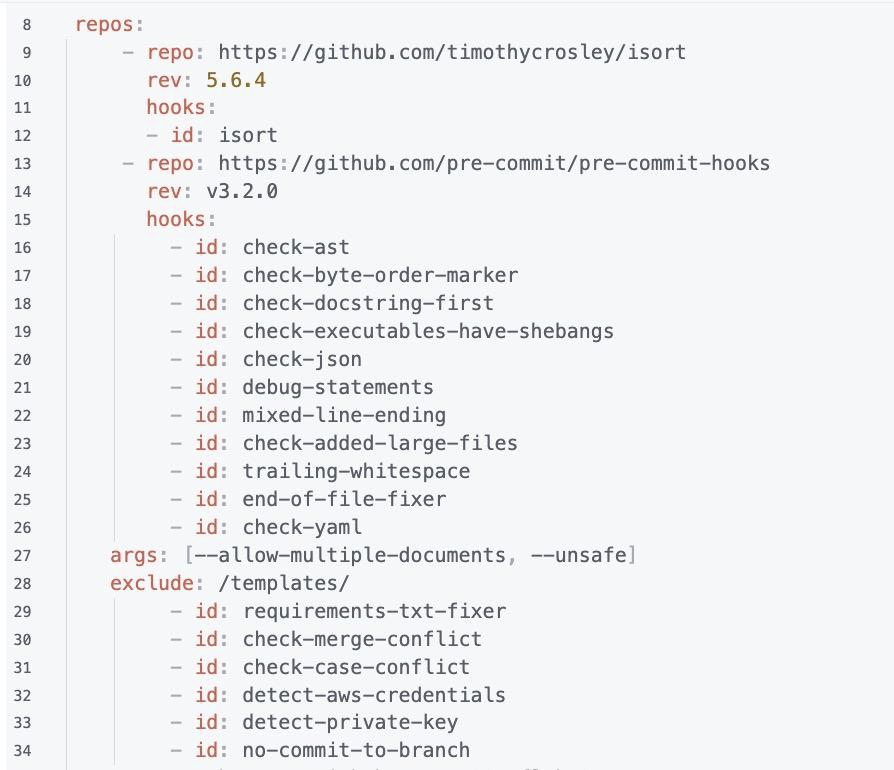 8 repos:
9 - repo: https://github.com/timothycrosley/isort
10 rev: 5.6.4
11 hooks:
12 - id: isort
13 - repo: https://github.com/pre-commit/pre-commit-hooks
14 rev: v3.2.0
15 hooks:
16 - id: check-ast
17 - id: check-byte-order-marker
18 - id: check-docstring-first
19 - id: check-executables-have-shebangs
20 - id: check-json
21 - id: debug-statements
22 - id: mixed-line-ending
23 - id: check-added-large-files
24 - id: trailing-whitespace
25 - id: end-of-file-fixer
26 - id: check-yaml
27 args: [--allow-multiple-documents, --unsafe]
28 exclude: /templates/
29 - id: requirements-txt-fixer
30 - id: check-merge-conflict
31 - id: check-case-conflict
32 - id: detect-aws-credentials
33 - id: detect-private-key
34 - id: no-commit-to-branch